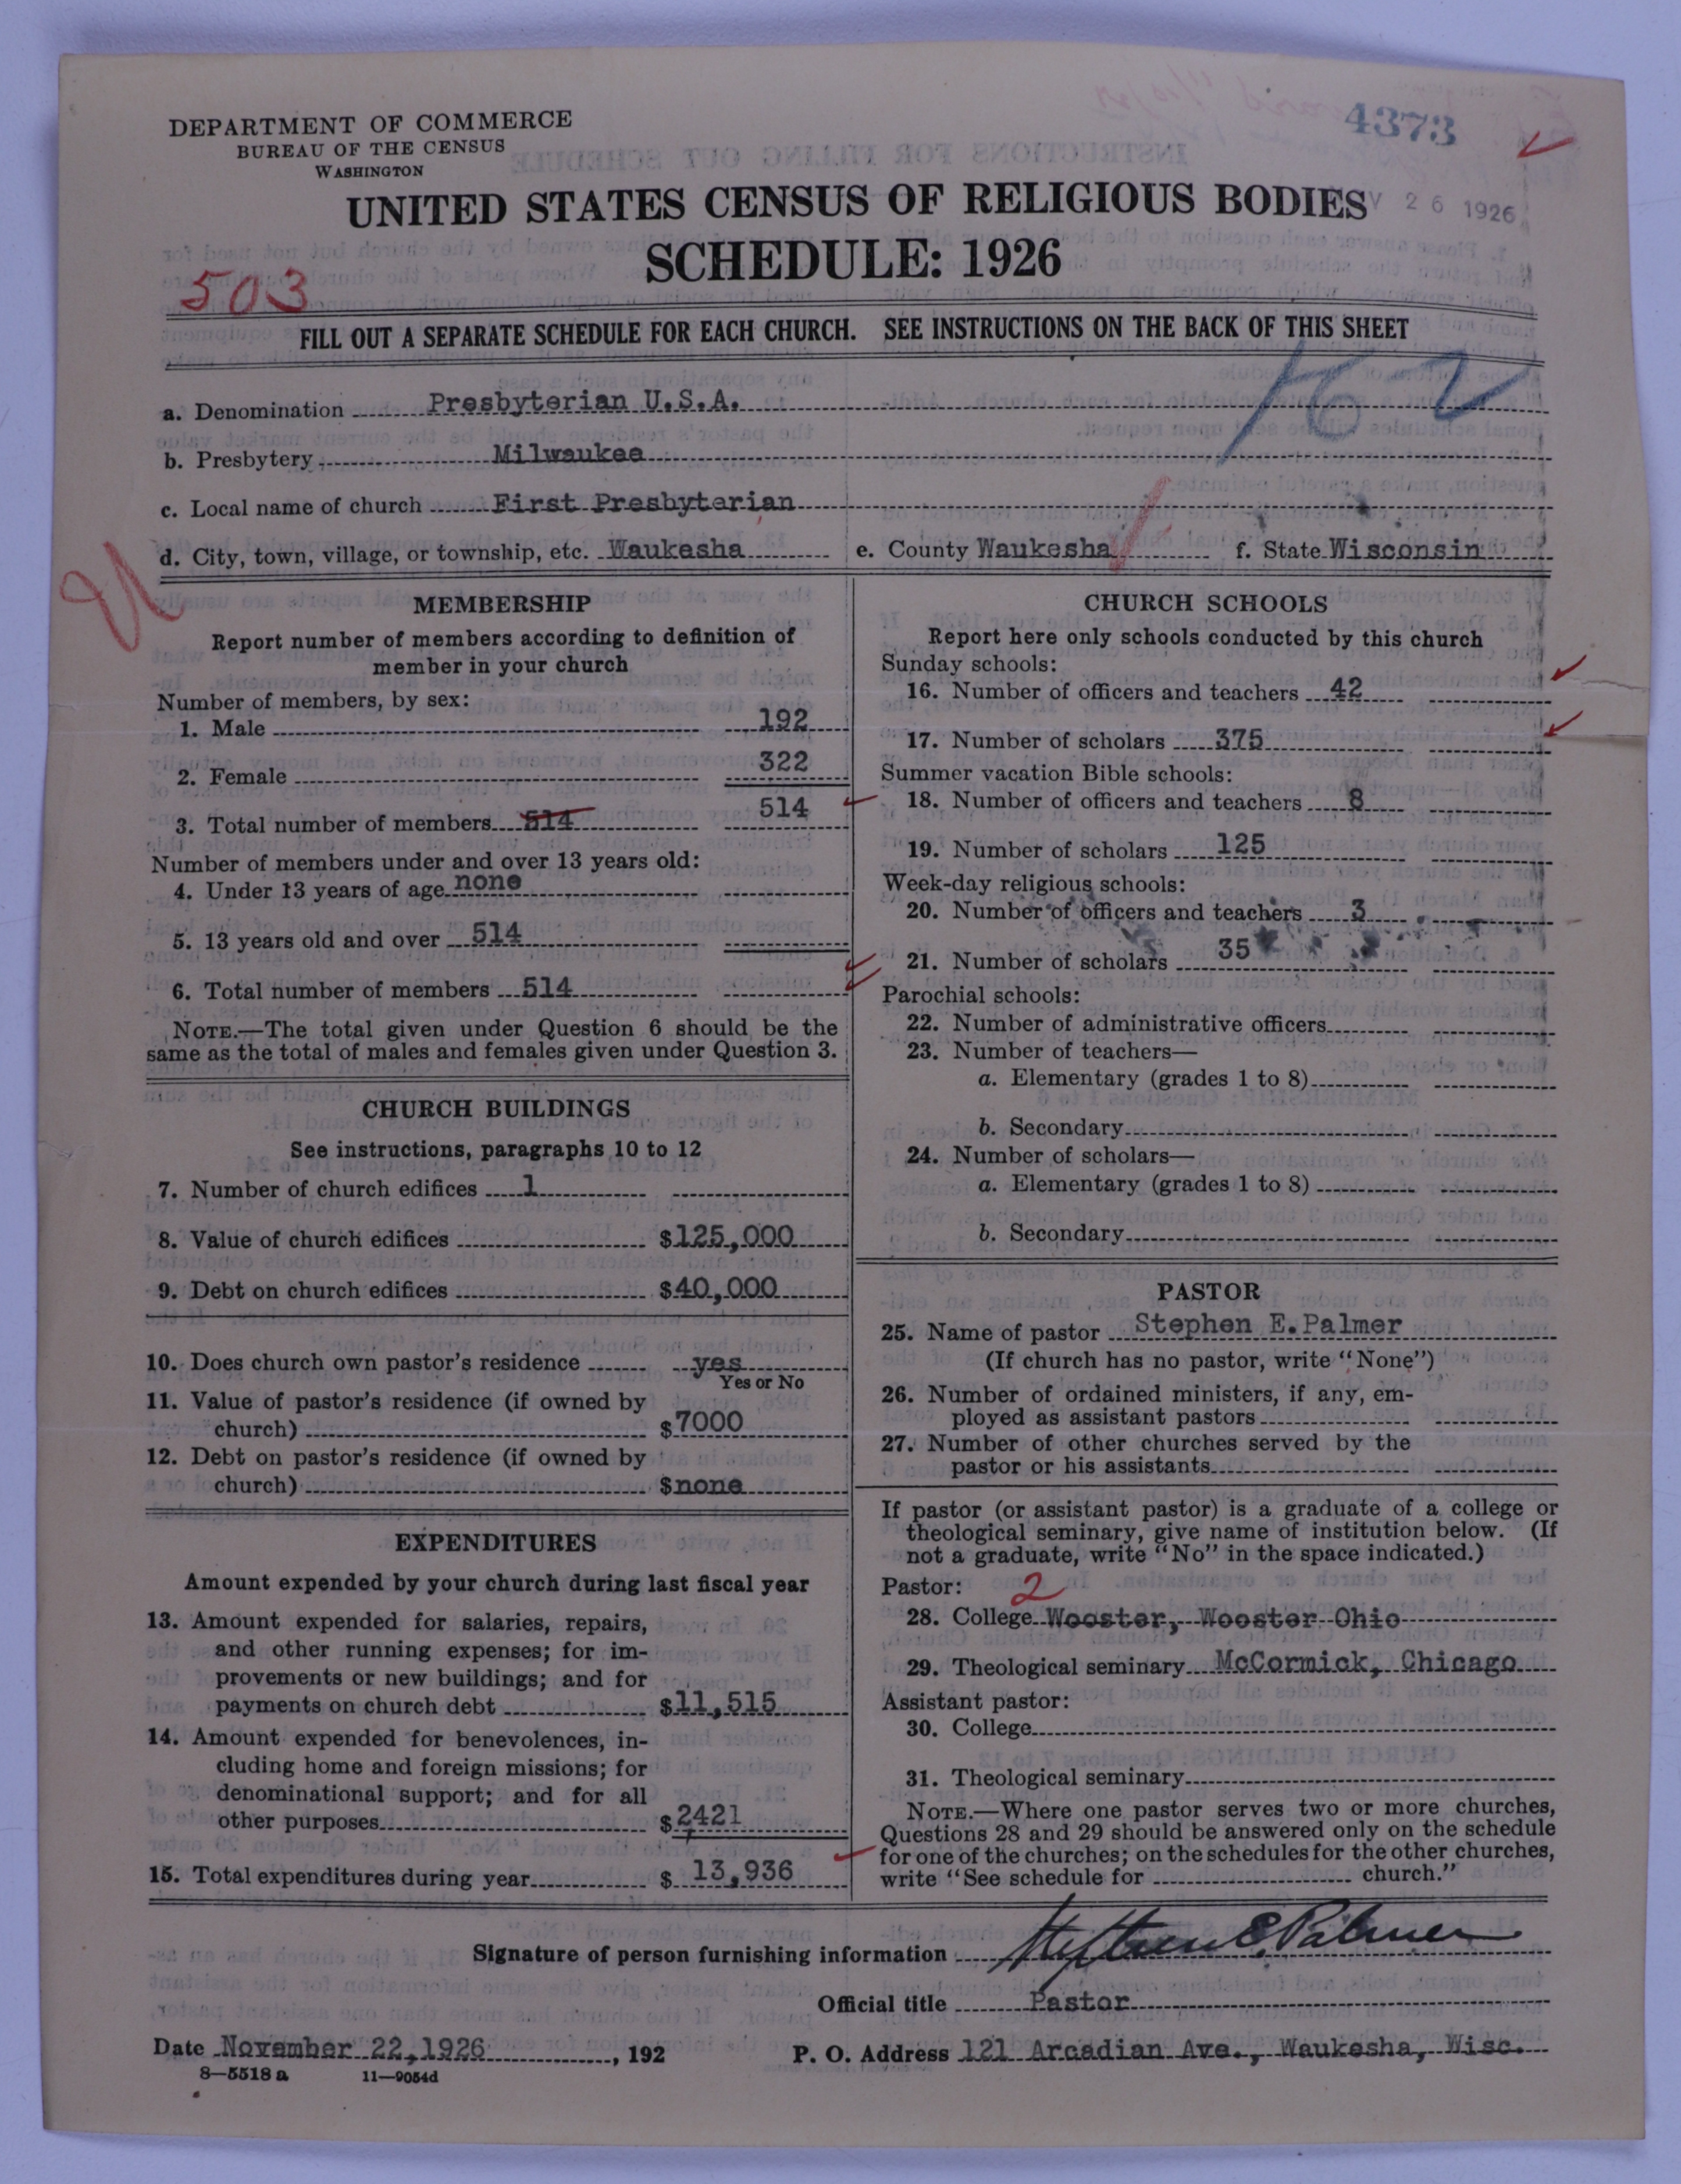 4373
DEPARTMENT OF COMMERCE
BUREAU OF THE CENSUS
WASHINGTON
UNITED STATES CENSUS OF RELIGIOUS BODIES
V 26 1926
SCHEDULE: 1926
503
FILL OUT A SEPARATE SCHEDULE FOR EACH CHURCH. SEE INSTRUCTIONS ON THE BACK OF THIS SHEET
a. Denomination Presbyterian U.S.A.
b. Presbytery Milwaukee
c. Local name of church First Presbyterian
d. City, town, village, or township, etc. Waukesha e. County Waukesha f. State Wisconsin
MEMBERSHIP
Report number of members according to definition of
member in your church
Number of members, by sex:
1. Male 192
2. Female 322
514
3. Total number of members 514
Number of members under and over 13 years old:
4. Under 13 years of age none
5. 13 years old and over 514
6. Total number of members 514
NOTE.—The total given under Question 6 should be the
same as the total of males and females given under Question 3.
CHURCH BUILDINGS
See instructions, paragraphs 10 to 12
7. Number of church edifices 1
8. Value of church edifices $125,000
9. Debt on church edifices $40,000
10. Does church own pastor's residence yes
Yes or No
11. Value of pastor's residence (if owned by
church) $7000
12. Debt on pastor's residence (if owned by
church) $none
EXPENDITURES
Amount expended by your church during last fiscal year
13. Amount expended for salaries, repairs,
and other running expenses; for im-
provements or new buildings; and for
payments on church debt $11,515
14. Amount expended for benevolences, in-
cluding home and foreign missions; for
denominational support; and for all
other purposes $2421
15. Total expenditures during year $ 13,936
CHURCH SCHOOLS
Report here only schools conducted by this church
Sunday schools:
16. Number of officers and teachers 42
17. Number of scholars 375
Summer vacation Bible schools:
18. Number of officers and teachers 8
19. Number of scholars 125
Week-day religious schools:
20. Number of officers and teachers 3
21. Number of scholars 35
Parochial schools:
22. Number of administrative officers
23. Number of teachers—
a. Elementary (grades 1 to 8)
b. Secondary
24. Number of scholars—
a. Elementary (grades 1 to 8)
b. Secondary
PASTOR
25. Name of pastor Stephen E.Palmer
(If church has no pastor, write "None")
26. Number of ordained ministers, if any, em-
ployed as assistant pastors
27. Number of other churches served by the
pastor or his assistants
If pastor (or assistant pastor) is a graduate of a college or
theological seminary, give name of institution below. (If
not a graduate, write "No" in the space indicated.)
Pastor: 2
28. College Wooster, Wooster Ohio
29. Theological seminary McCormick, Chicago
Assistant pastor:
30. College
31. Theological seminary
NOTE.—Where one pastor serves two or more churches,
Questions 28 and 29 should be answered only on the schedule
for one of the churches; on the schedules for the other churches,
write "See schedule for church."
Signature of person furnishing information Stephen E. Palmer
Official title Pastor
Date November 22,1926 , 192 P. O. Address 121 Arcadian Ave., Waukesha, Wisc.
8—5518 a 11—9054d